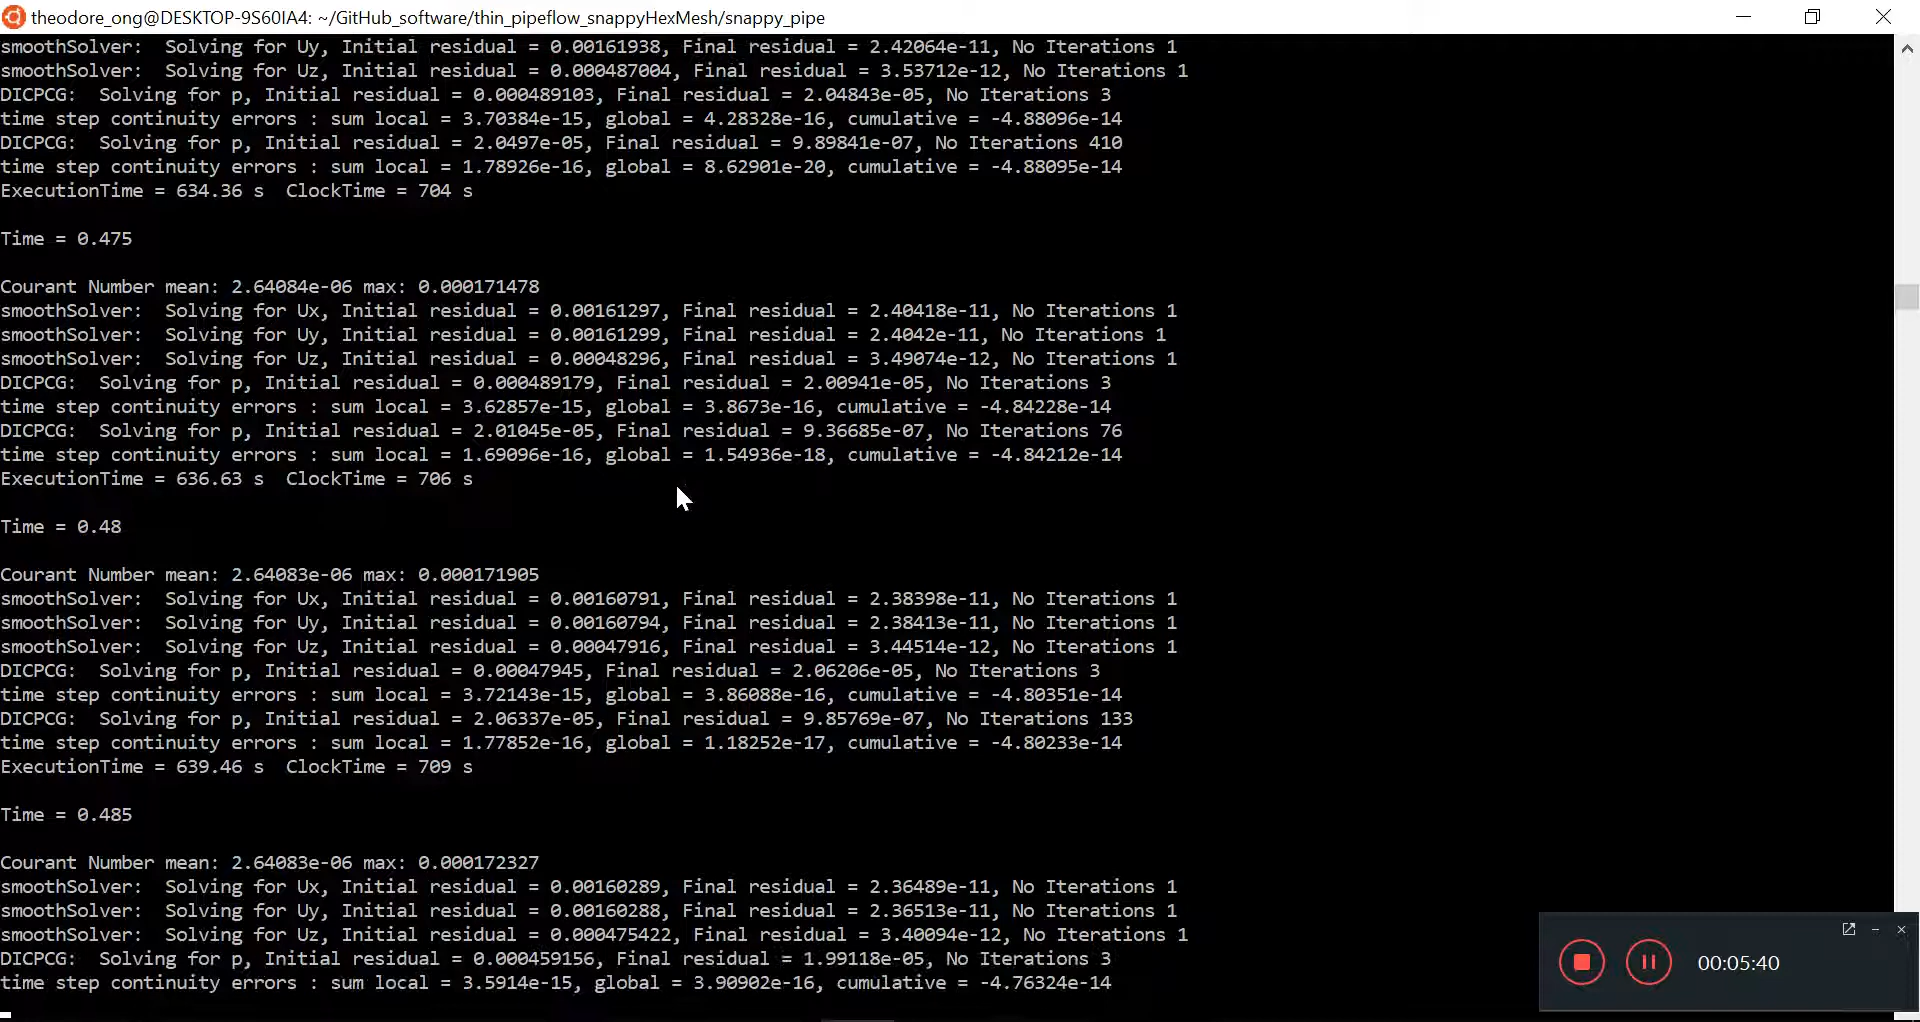 theodore_ong@DESKTOP-9S60IA4: ~/GitHub_software/thin_pipeflow_snappyHexMesh/snappy_pipe
smoothSolver:  Solving for Uy, Initial residual = 0.00161938, Final residual = 2.42064e-11, No Iterations 1
smoothSolver:  Solving for Uz, Initial residual = 0.000487004, Final residual = 3.53712e-12, No Iterations 1
DICPCG:  Solving for p, Initial residual = 0.000489103, Final residual = 2.04843e-05, No Iterations 3
time step continuity errors : sum local = 3.70384e-15, global = 4.28328e-16, cumulative = -4.88096e-14
DICPCG:  Solving for p, Initial residual = 2.0497e-05, Final residual = 9.89841e-07, No Iterations 410
time step continuity errors : sum local = 1.78926e-16, global = 8.62901e-20, cumulative = -4.88095e-14
ExecutionTime = 634.36 s  ClockTime = 704 s
Time = 0.475
Courant Number mean: 2.64084e-06 max: 0.000171478
smoothSolver:  Solving for Ux, Initial residual = 0.00161297, Final residual = 2.40418e-11, No Iterations 1
smoothSolver:  Solving for Uy, Initial residual = 0.00161299, Final residual = 2.4042e-11, No Iterations 1
smoothSolver:  Solving for Uz, Initial residual = 0.00048296, Final residual = 3.49074e-12, No Iterations 1
DICPCG:  Solving for p, Initial residual = 0.000489179, Final residual = 2.00941e-05, No Iterations 3
time step continuity errors : sum local = 3.62857e-15, global = 3.8673e-16, cumulative = -4.84228e-14
DICPCG:  Solving for p, Initial residual = 2.01045e-05, Final residual = 9.36685e-07, No Iterations 76
time step continuity errors : sum local = 1.69096e-16, global = 1.54936e-18, cumulative = -4.84212e-14
ExecutionTime = 636.63 s  ClockTime = 706 s
Time = 0.48
Courant Number mean: 2.64083e-06 max: 0.000171905
smoothSolver:  Solving for Ux, Initial residual = 0.00160791, Final residual = 2.38398e-11, No Iterations 1
smoothSolver:  Solving for Uy, Initial residual = 0.00160794, Final residual = 2.38413e-11, No Iterations 1
smoothSolver:  Solving for Uz, Initial residual = 0.00047916, Final residual = 3.44514e-12, No Iterations 1
DICPCG:  Solving for p, Initial residual = 0.00047945, Final residual = 2.06206e-05, No Iterations 3
time step continuity errors : sum local = 3.72143e-15, global = 3.86088e-16, cumulative = -4.80351e-14
DICPCG:  Solving for p, Initial residual = 2.06337e-05, Final residual = 9.85769e-07, No Iterations 133
time step continuity errors : sum local = 1.77852e-16, global = 1.18252e-17, cumulative = -4.80233e-14
ExecutionTime = 639.46 s  ClockTime = 709 s
Time = 0.485
Courant Number mean: 2.64083e-06 max: 0.000172327
smoothSolver:  Solving for Ux, Initial residual = 0.00160289, Final residual = 2.36489e-11, No Iterations 1
smoothSolver:  Solving for Uy, Initial residual = 0.00160288, Final residual = 2.36513e-11, No Iterations 1
smoothSolver:  Solving for Uz, Initial residual = 0.000475422, Final residual = 3.40094e-12, No Iterations 1
DICPCG:  Solving for p, Initial residual = 0.000459156, Final residual = 1.99118e-05, No Iterations 3
time step continuity errors : sum local = 3.5914e-15, global = 3.90902e-16, cumulative = -4.76324e-14
00:05:40